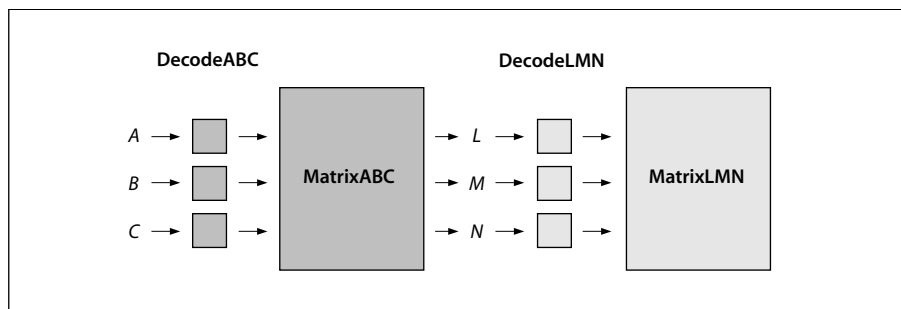 DecodeABC DecodeLMN
A L
B MatrixABC M MatrixLMN
C N